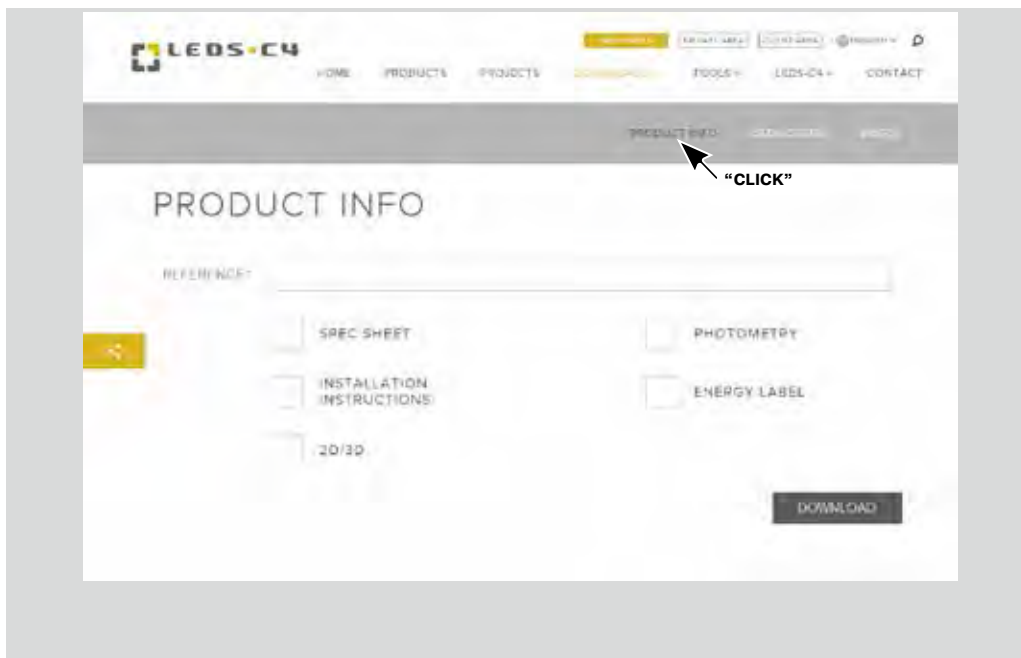 LEDS·C4
HOME PRODUCTS PROJECTS TOOLS LEDS-C4 CONTACT
PRODUCT INFO
“CLICK”
PRODUCT INFO
REFERENCE:
SPEC SHEET PHOTOMETRY
INSTALLATION
INSTRUCTIONS
ENERGY LABEL
2D/3D
DOWNLOAD